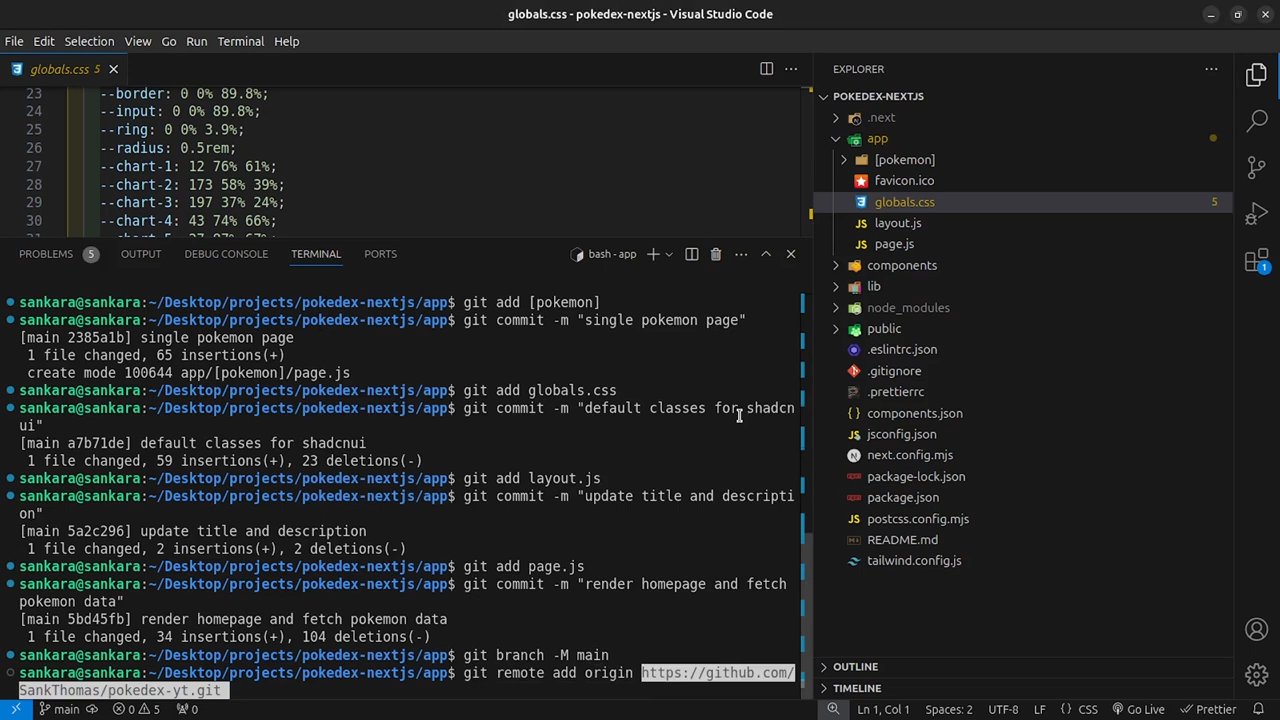 globals.css - pokedex-nextjs - Visual Studio Code
File Edit Selection View Go Run Terminal Help
globals.css 5
23 --border: 0 0% 89.8%;
24 --input: 0 0% 89.8%;
25 --ring: 0 0% 3.9%;
26 --radius: 0.5rem;
27 --chart-1: 12 76% 61%;
28 --chart-2: 173 58% 39%;
29 --chart-3: 197 37% 24%;
30 --chart-4: 43 74% 66%;
PROBLEMS 5 OUTPUT DEBUG CONSOLE TERMINAL PORTS bash - app
sankara@sankara:~/Desktop/projects/pokedex-nextjs/app$ git add [pokemon]
sankara@sankara:~/Desktop/projects/pokedex-nextjs/app$ git commit -m "single pokemon page"
[main 2385a1b] single pokemon page
1 file changed, 65 insertions(+)
create mode 100644 app/[pokemon]/page.js
sankara@sankara:~/Desktop/projects/pokedex-nextjs/app$ git add globals.css
sankara@sankara:~/Desktop/projects/pokedex-nextjs/app$ git commit -m "default classes for shadcn
ui"
[main a7b71de] default classes for shadcnui
1 file changed, 59 insertions(+), 23 deletions(-)
sankara@sankara:~/Desktop/projects/pokedex-nextjs/app$ git add layout.js
sankara@sankara:~/Desktop/projects/pokedex-nextjs/app$ git commit -m "update title and descripti
on"
[main 5a2c296] update title and description
1 file changed, 2 insertions(+), 2 deletions(-)
sankara@sankara:~/Desktop/projects/pokedex-nextjs/app$ git add page.js
sankara@sankara:~/Desktop/projects/pokedex-nextjs/app$ git commit -m "render homepage and fetch
pokemon data"
[main 5bd45fb] render homepage and fetch pokemon data
1 file changed, 34 insertions(+), 104 deletions(-)
sankara@sankara:~/Desktop/projects/pokedex-nextjs/app$ git branch -M main
sankara@sankara:~/Desktop/projects/pokedex-nextjs/app$ git remote add origin https://github.com/
SankThomas/pokedex-yt.git
EXPLORER
POKEDEX-NEXTJS
.next
app
[pokemon]
favicon.ico
globals.css 5
layout.js
page.js
components
lib
node_modules
public
.eslintrc.json
.gitignore
.prettierrc
components.json
jsconfig.json
next.config.mjs
package-lock.json
package.json
postcss.config.mjs
README.md
tailwind.config.js
OUTLINE
TIMELINE
1
main 0 5 0 Ln 1, Col 1 Spaces: 2 UTF-8 LF { } CSS Go Live Prettier